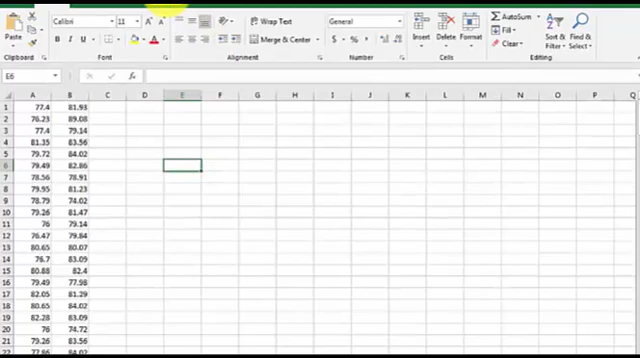 Calibri 11 A A Wrap Text General AutoSum
Paste B I U Merge & Center $ % Insert Delete Format Fill Sort & Find &
Clear Filter Select
Clipboard Font Alignment Number Cells Editing
E6
A B C D E F G H I J K L M N O P Q
1 77.4 81.93
2 76.23 89.08
3 77.4 79.14
4 81.35 83.56
5 79.72 84.02
6 79.49 82.86
7 78.56 78.91
8 79.95 81.23
9 78.79 74.02
10 79.26 81.47
11 76 79.14
12 76.47 79.84
13 80.65 80.07
14 76.7 83.09
15 80.88 82.4
16 79.49 77.98
17 82.05 81.29
18 80.65 84.02
19 82.28 83.09
20 76 74.72
21 79.26 83.56
22 77.86 84.02